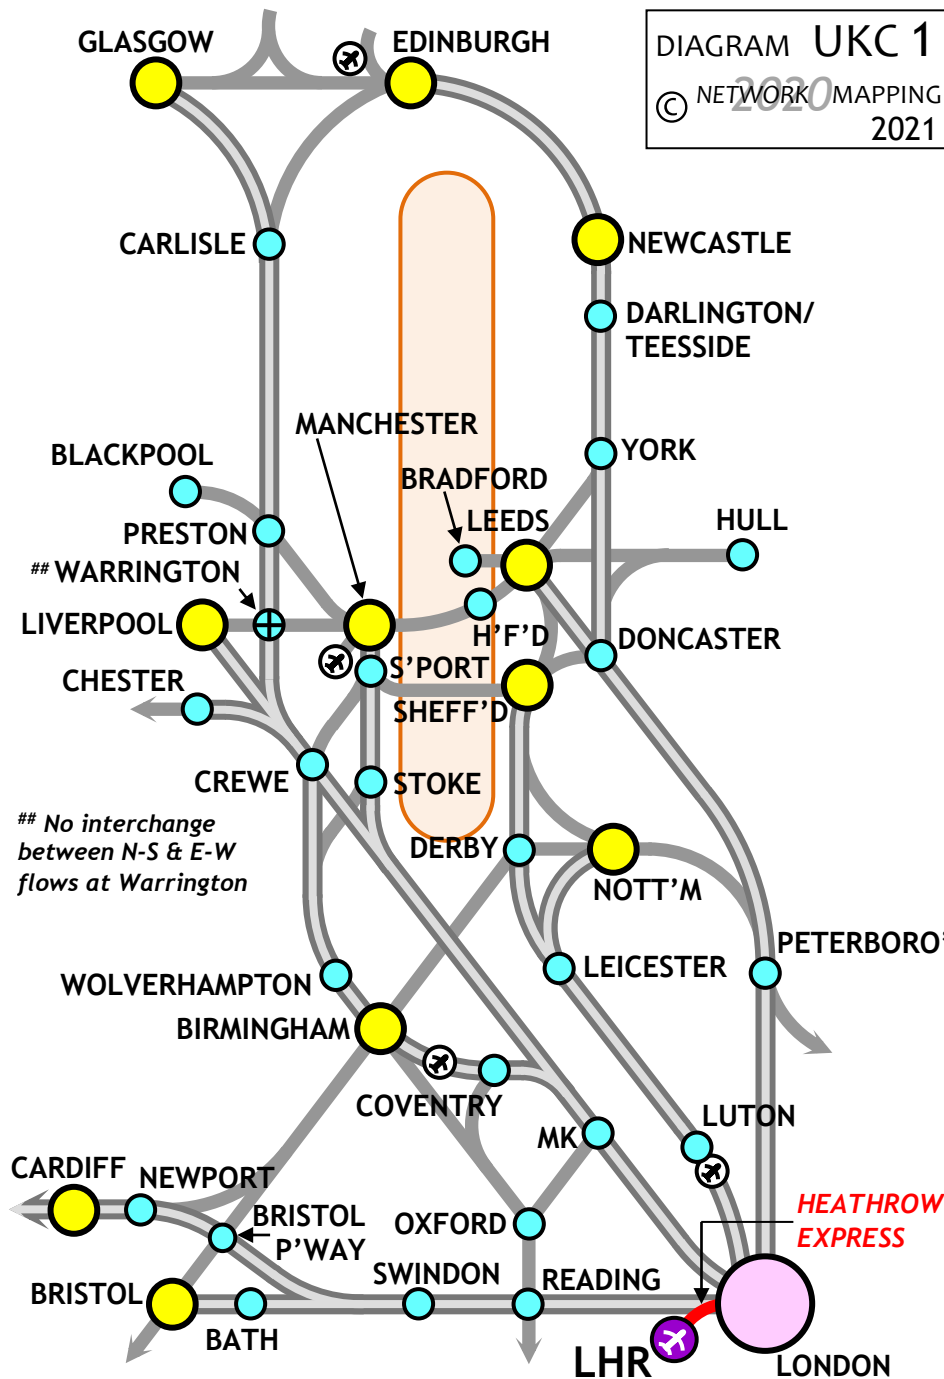 GLASGOW
EDINBURGH
DIAGRAM UKC 1
© NETWORK 2020 MAPPING
2021
CARLISLE
NEWCASTLE
DARLINGTON/
TEESSIDE
MANCHESTER
BLACKPOOL
YORK
BRADFORD
LEEDS
HULL
PRESTON
## WARRINGTON
LIVERPOOL
H'F'D
DONCASTER
S'PORT
CHESTER
SHEFF'D
CREWE
STOKE
## No interchange
between N-S & E-W
flows at Warrington
DERBY
NOTT'M
PETERBORO'
LEICESTER
WOLVERHAMPTON
BIRMINGHAM
COVENTRY
MK
LUTON
CARDIFF
NEWPORT
BRISTOL
P'WAY
OXFORD
HEATHROW
EXPRESS
SWINDON
READING
BRISTOL
BATH
LHR
LONDON